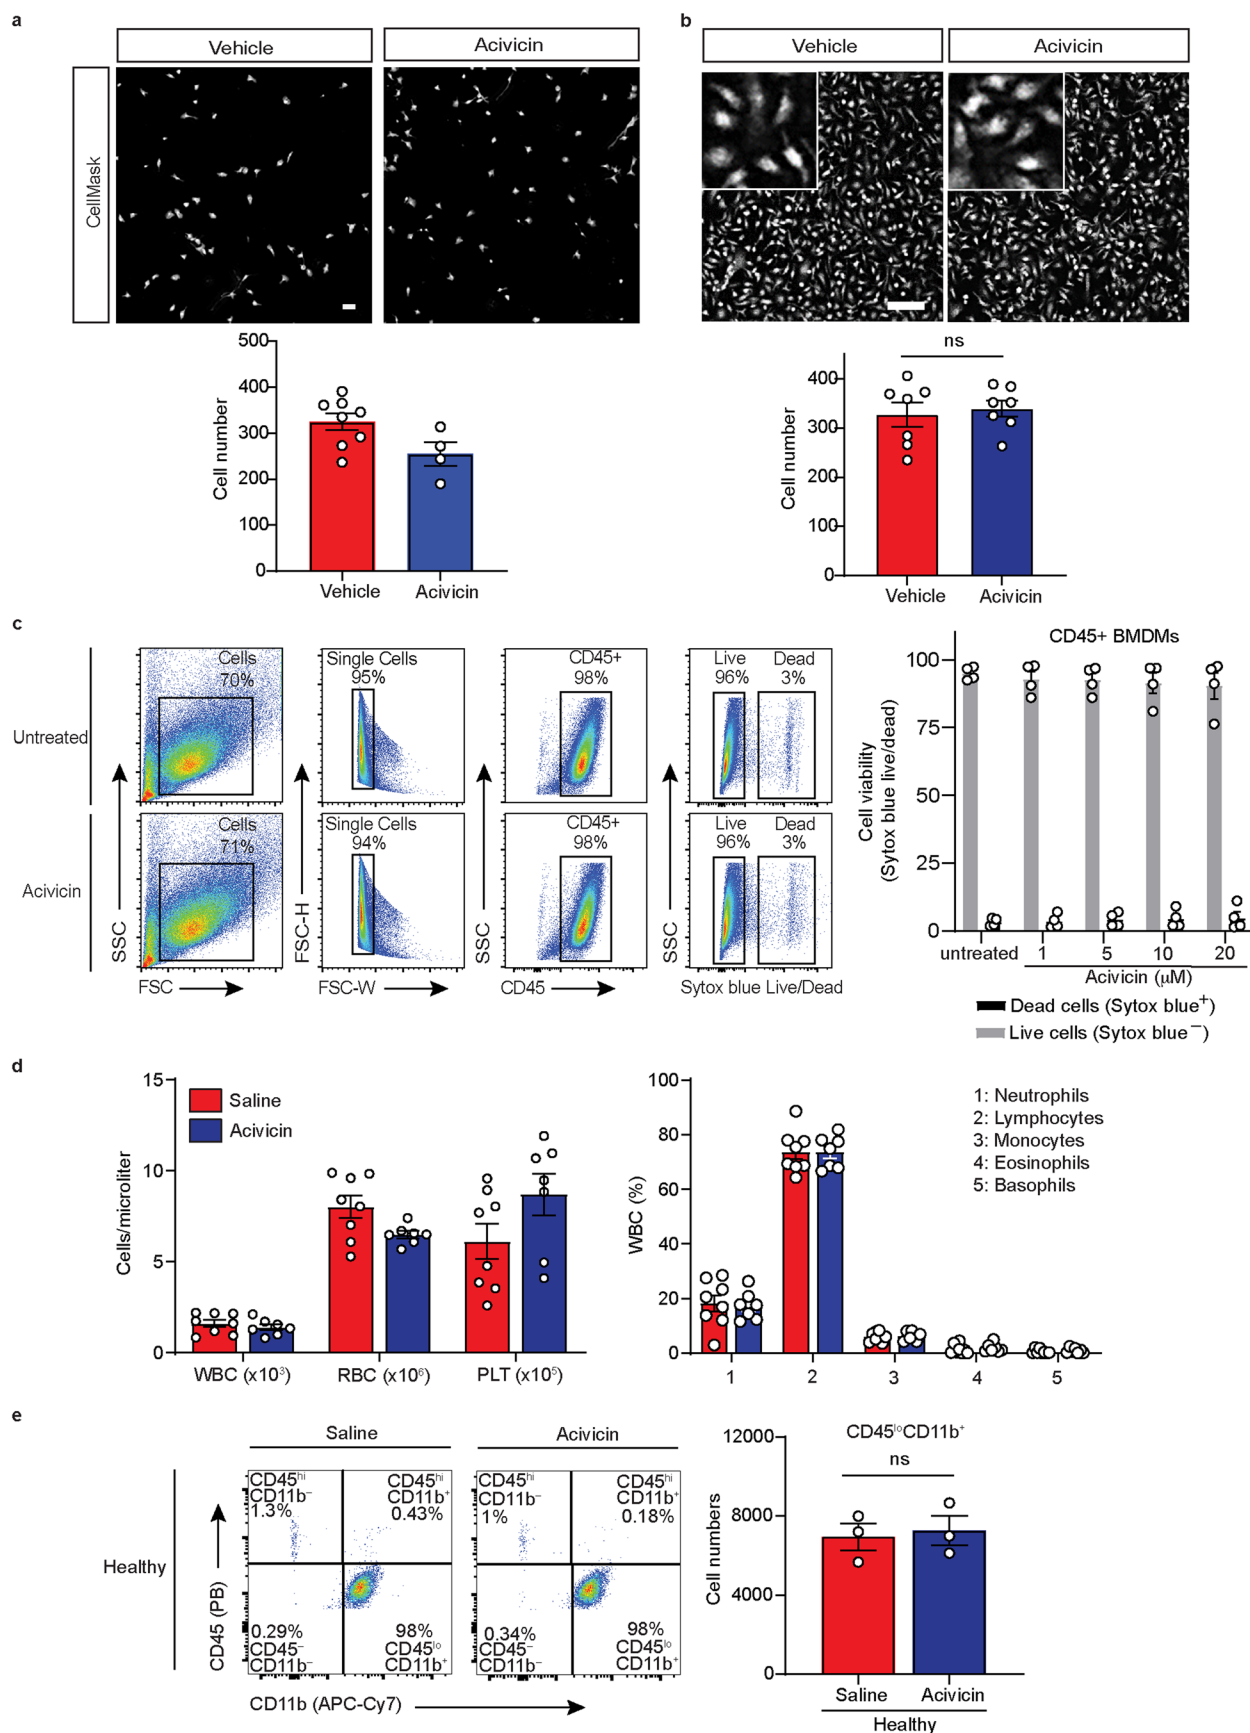 a
Vehicle
Acivicin
CellMask
500
400
300
200
100
0
Cell number
Vehicle
Acivicin
b
Vehicle
Acivicin
ns
400
300
200
100
0
Cell number
Vehicle
Acivicin
c
Untreated
Cells
70%
Single Cells
95%
CD45+
98%
Live
96%
Dead
3%
Acivicin
Cells
71%
Single Cells
94%
CD45+
98%
Live
96%
Dead
3%
SSC
FSC-H
SSC
SSC
FSC
FSC-W
CD45
Sytox blue Live/Dead
CD45+ BMDMs
100
75
50
25
0
Cell viability
(Sytox blue live/dead)
untreated
1
5
10
20
Acivicin (μM)
Dead cells (Sytox blue⁺)
Live cells (Sytox blue⁻)
d
15
10
5
0
Cells/microliter
Saline
Acivicin
WBC (x10³)
RBC (x10⁶)
PLT (x10⁵)
100
80
60
40
20
0
WBC (%)
1
2
3
4
5
1: Neutrophils
2: Lymphocytes
3: Monocytes
4: Eosinophils
5: Basophils
e
Saline
Acivicin
Healthy
CD45ʰⁱ
CD11b⁻
1.3%
CD45ʰⁱ
CD11b⁺
0.43%
0.29%
CD45⁻
CD11b⁻
98%
CD45ˡᵒ
CD11b⁺
CD45ʰⁱ
CD11b⁻
1%
CD45ʰⁱ
CD11b⁺
0.18%
0.34%
CD45⁻
CD11b⁻
98%
CD45ˡᵒ
CD11b⁺
CD45 (PB)
CD11b (APC-Cy7)
CD45ˡᵒCD11b⁺
ns
12000
8000
4000
0
Cell numbers
Saline
Acivicin
Healthy